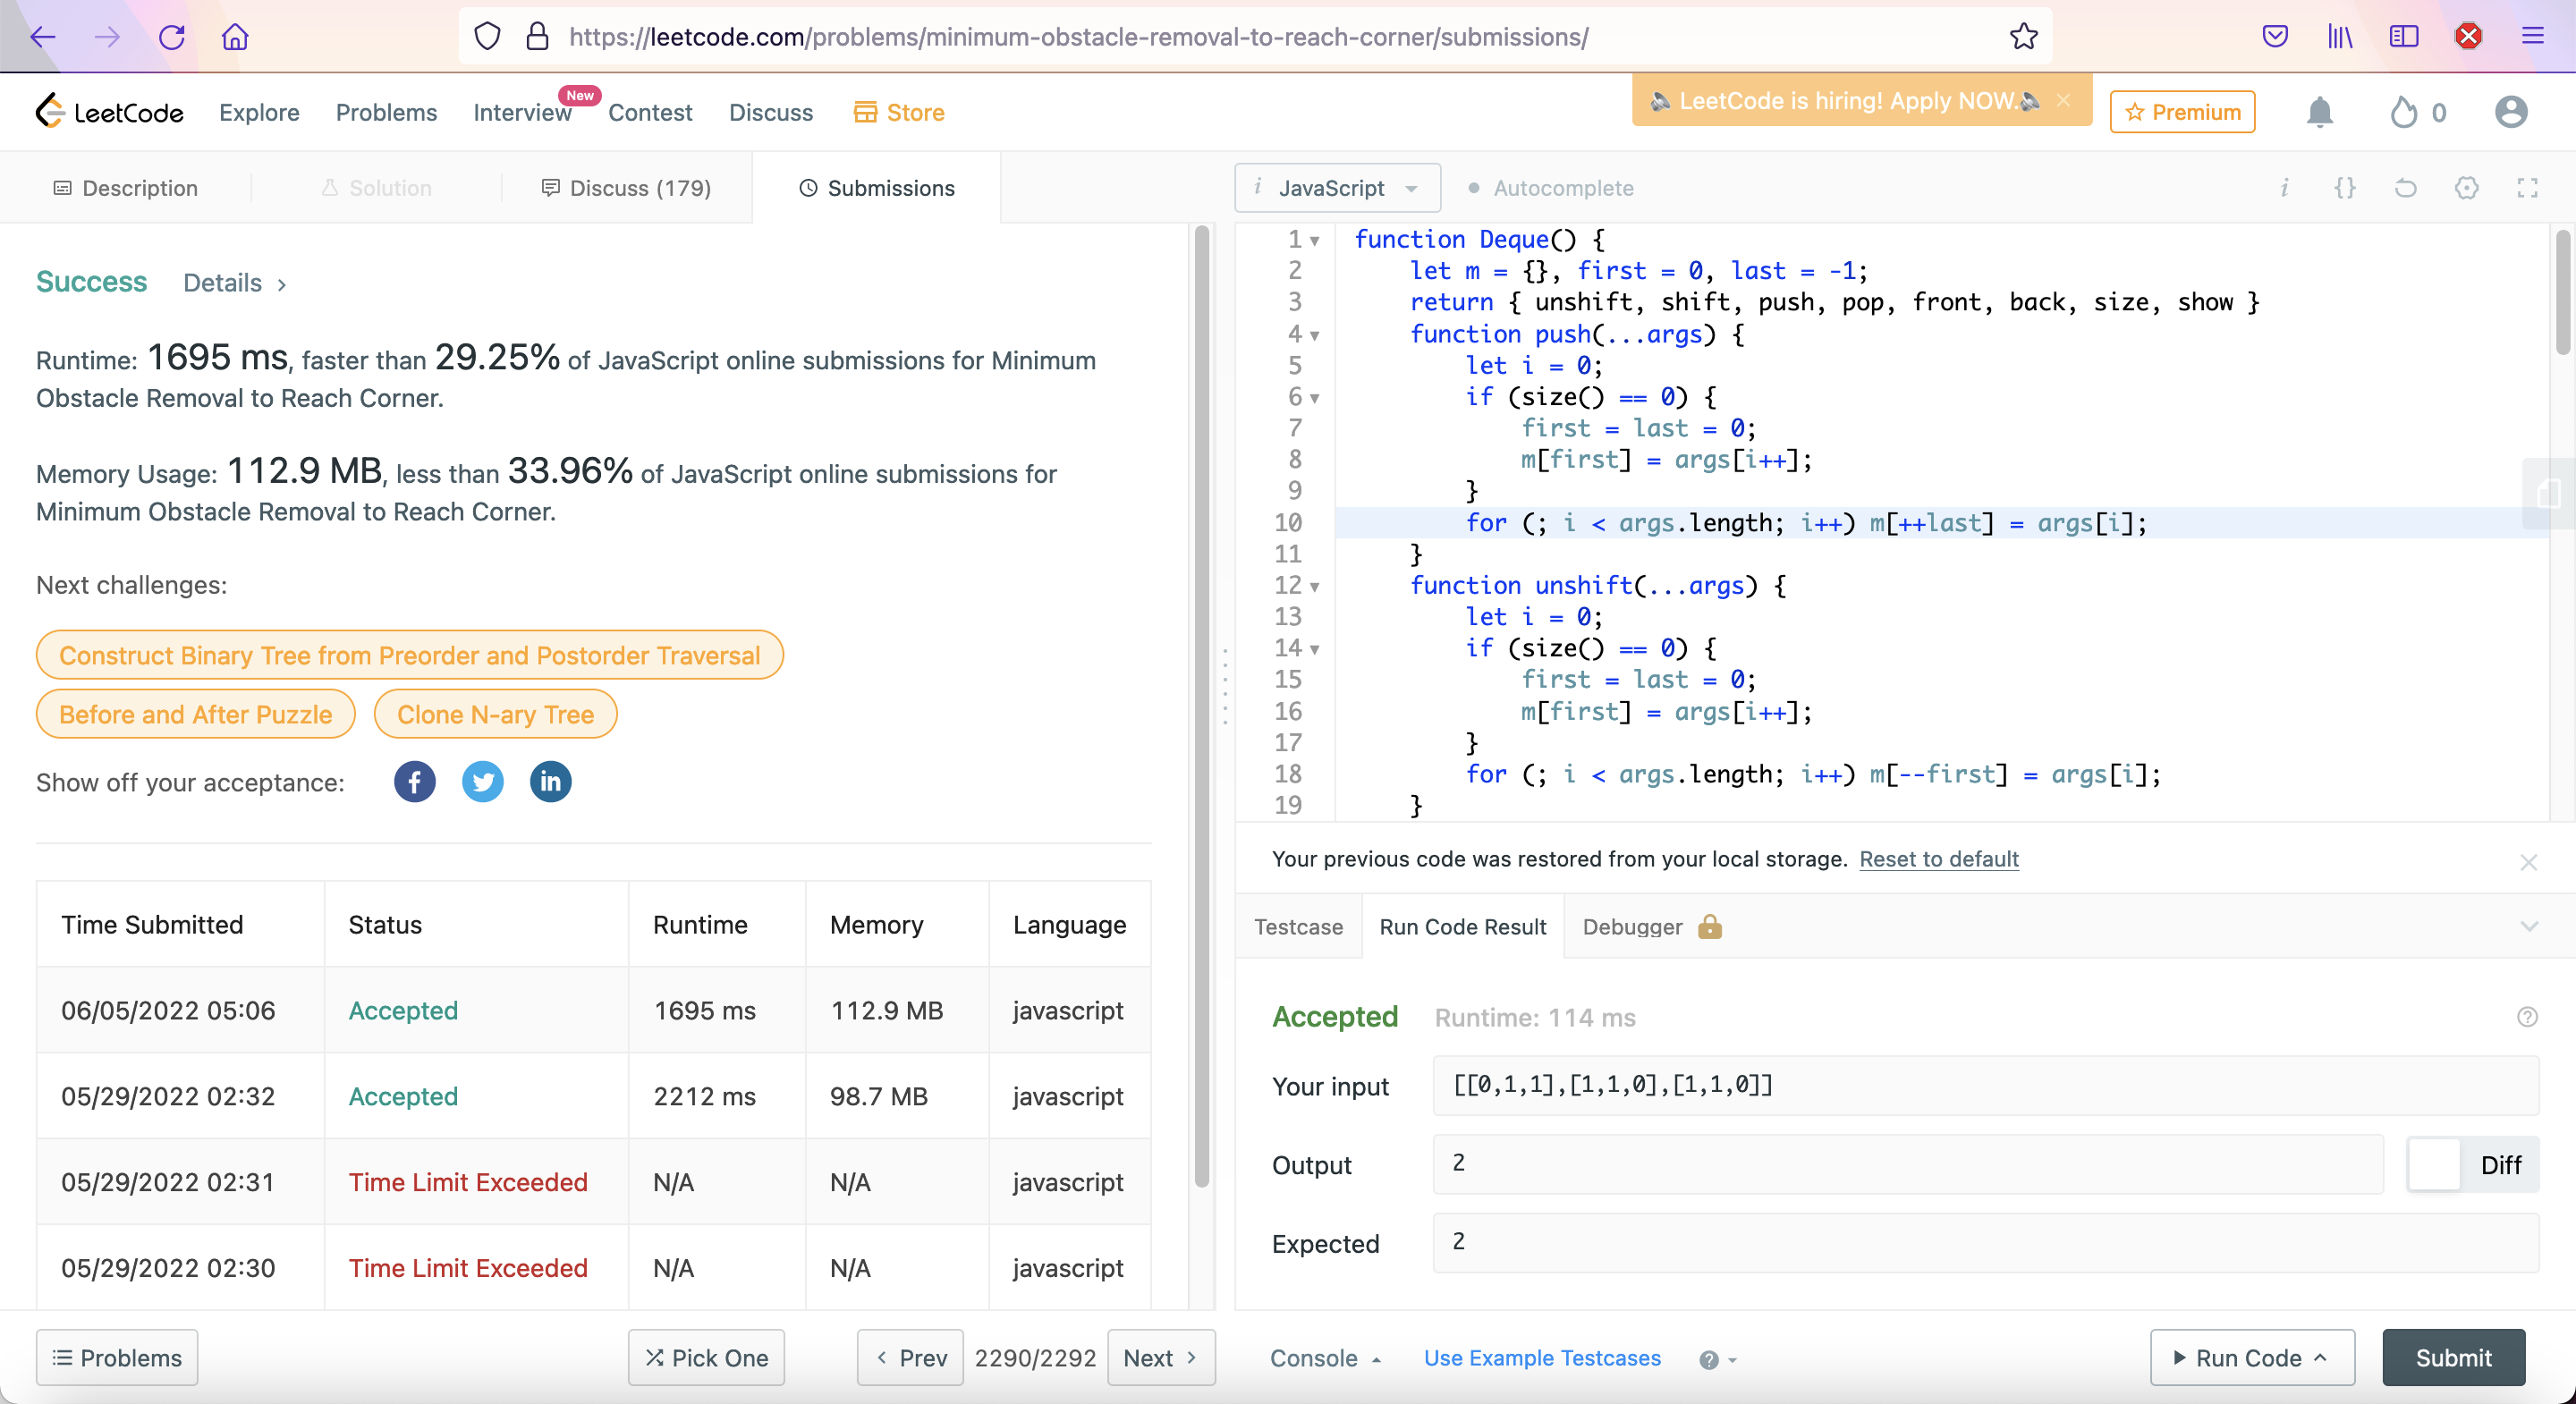 https://leetcode.com/problems/minimum-obstacle-removal-to-reach-corner/submissions/
LeetCode Explore Problems Interview New Contest Discuss Store
🔈 LeetCode is hiring! Apply NOW.🔈 ×
Premium
0
Description Solution Discuss (179) Submissions
i JavaScript Autocomplete
Success Details >
Runtime: 1695 ms, faster than 29.25% of JavaScript online submissions for Minimum
Obstacle Removal to Reach Corner.
Memory Usage: 112.9 MB, less than 33.96% of JavaScript online submissions for
Minimum Obstacle Removal to Reach Corner.
Next challenges:
Construct Binary Tree from Preorder and Postorder Traversal
Before and After Puzzle Clone N-ary Tree
Show off your acceptance:
Time Submitted Status Runtime Memory Language
06/05/2022 05:06 Accepted 1695 ms 112.9 MB javascript
05/29/2022 02:32 Accepted 2212 ms 98.7 MB javascript
05/29/2022 02:31 Time Limit Exceeded N/A N/A javascript
05/29/2022 02:30 Time Limit Exceeded N/A N/A javascript
Problems Pick One < Prev 2290/2292 Next >
1 function Deque() {
2 let m = {}, first = 0, last = -1;
3 return { unshift, shift, push, pop, front, back, size, show }
4 function push(...args) {
5 let i = 0;
6 if (size() == 0) {
7 first = last = 0;
8 m[first] = args[i++];
9 }
10 for (; i < args.length; i++) m[++last] = args[i];
11 }
12 function unshift(...args) {
13 let i = 0;
14 if (size() == 0) {
15 first = last = 0;
16 m[first] = args[i++];
17 }
18 for (; i < args.length; i++) m[--first] = args[i];
19 }
Your previous code was restored from your local storage. Reset to default
Testcase Run Code Result Debugger
Accepted Runtime: 114 ms
Your input [[0,1,1],[1,1,0],[1,1,0]]
Output 2 Diff
Expected 2
Console Use Example Testcases Run Code Submit